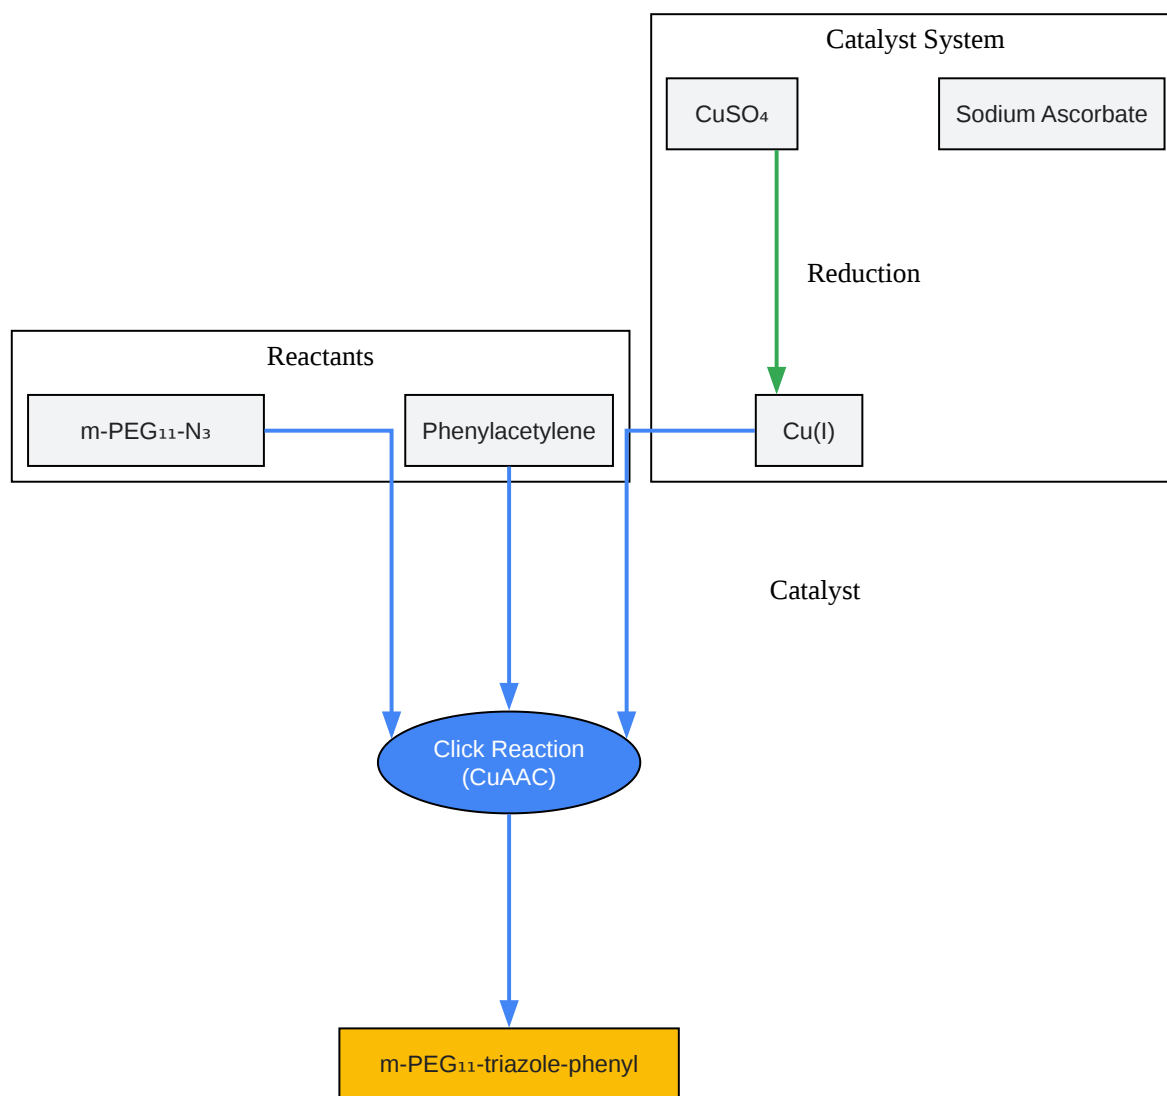 Catalyst System
CuSO₄
Sodium Ascorbate
Reduction
Reactants
m-PEG₁₁-N₃
Phenylacetylene
Cu(I)
Catalyst
Click Reaction
(CuAAC)
m-PEG₁₁-triazole-phenyl